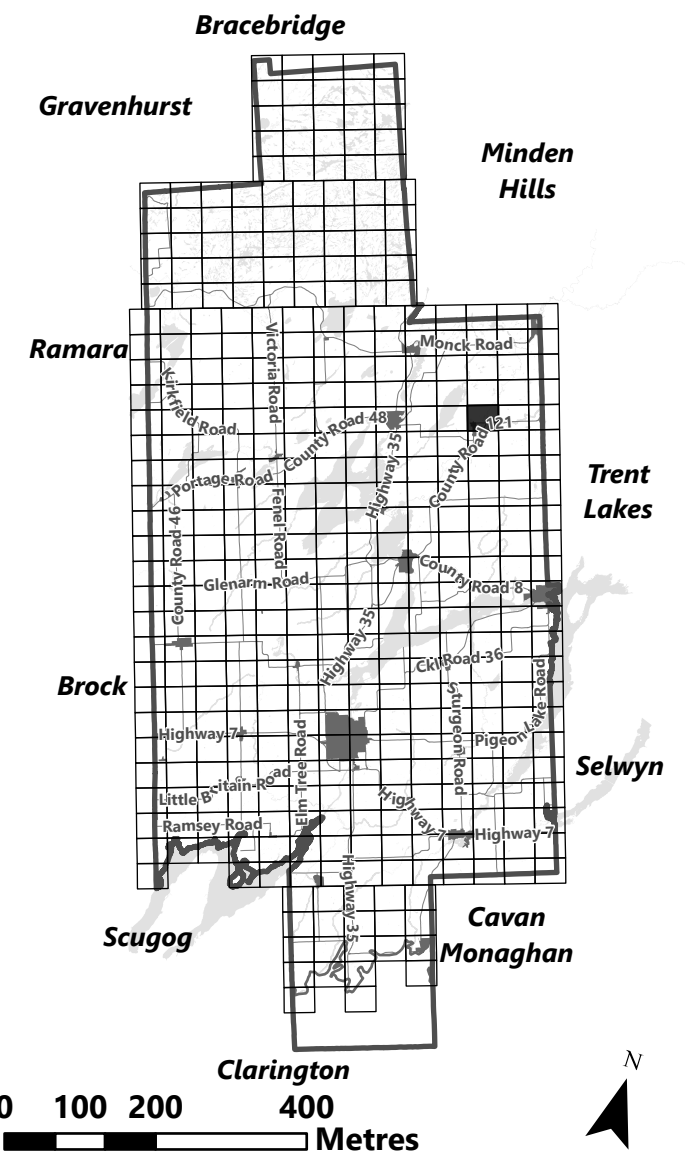 Bracebridge
Gravenhurst
Minden
Hills
Ramara
Monck Road
Victoria Road
Kirkfield Road
County Road 48
County Road 121
Highway 35
Portage Road
Trent
Lakes
Fenel Road
County Road 46
Glenarm Road
County Road 8
Highway 35
Ckl Road 36
Brock
Sturgeon Road
Pigeon Lake Road
Highway 7
Elm Tree Road
Selwyn
Little Britain Road
Highway 7
Ramsey Road
Highway 7
Highway 35
Scugog
Cavan
Monaghan
Clarington
N
0 100 200 400
Metres